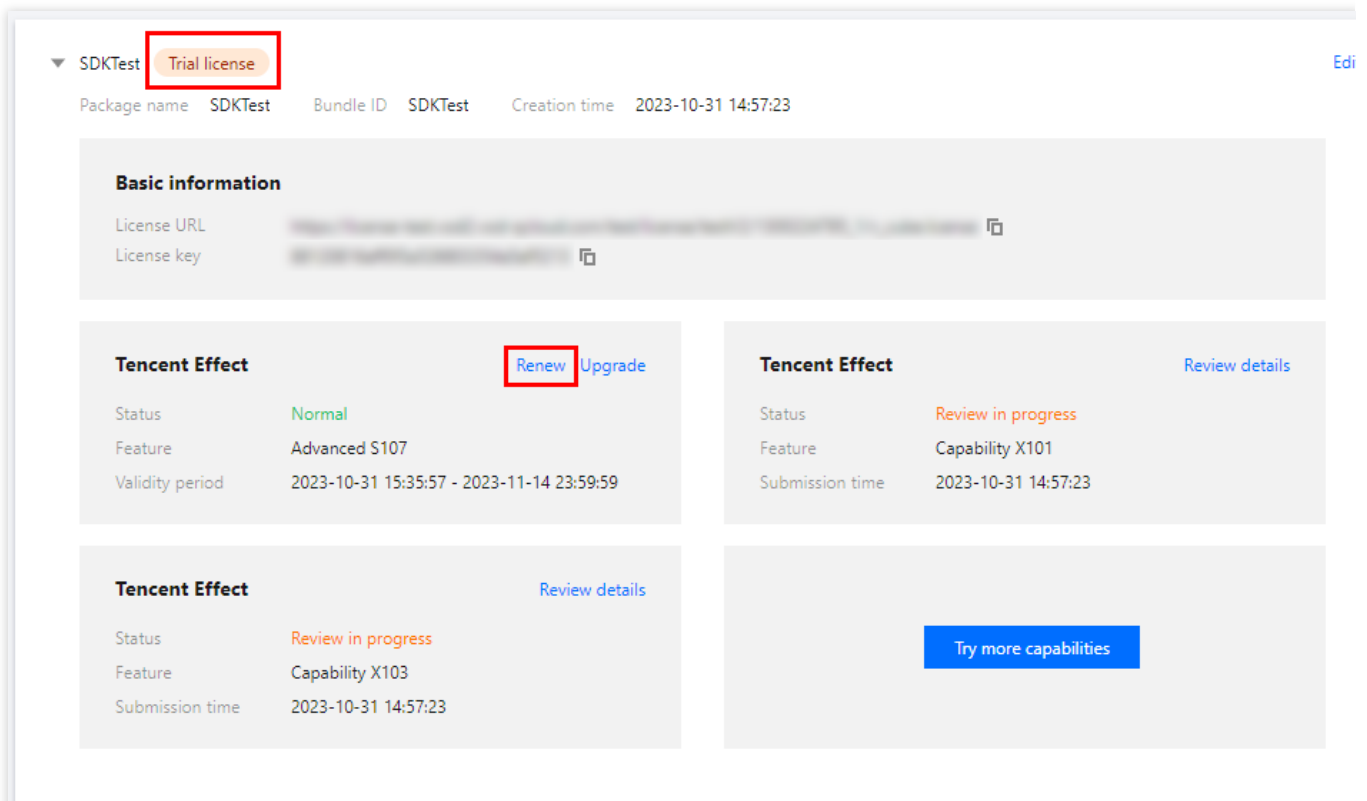 SDKTest Trial license Edi
Package name SDKTest Bundle ID SDKTest Creation time 2023-10-31 14:57:23
Basic information
License URL
License key
Tencent Effect Renew Upgrade
Status Normal
Feature Advanced S107
Validity period 2023-10-31 15:35:57 - 2023-11-14 23:59:59
Tencent Effect Review details
Status Review in progress
Feature Capability X101
Submission time 2023-10-31 14:57:23
Tencent Effect Review details
Status Review in progress
Feature Capability X103
Submission time 2023-10-31 14:57:23
Try more capabilities